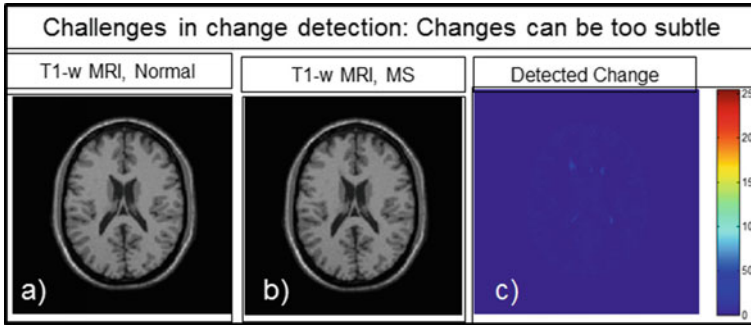 Challenges in change detection: Changes can be too subtle
T1-w MRI, Normal
T1-w MRI, MS
Detected Change
a)
b)
c)
25
20
15
10
50
0